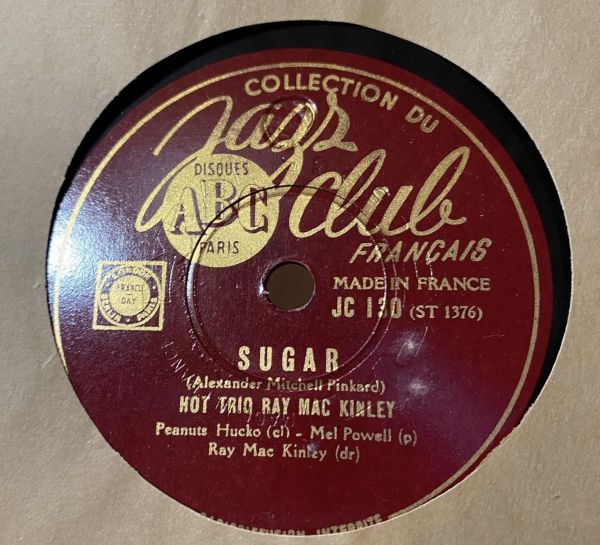 COLLECTION DU
Jazz Club
FRANÇAIS
DISQUES
ABC
PARIS
MADE IN FRANCE
JC 130 (ST 1376)
SUGAR
(Alexander Mitchell Pinkard)
HOT TRIO RAY MAC KINLEY
Peanuts Hucko (cl) - Mel Powell (p)
Ray Mac Kinley (dr)
INTERDITE